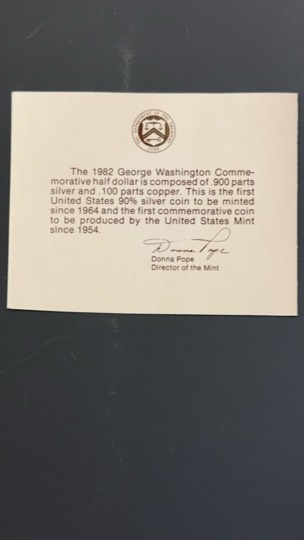 The 1982 George Washington Comme-
morative half dollar is composed of .900 parts
silver and .100 parts copper. This is the first
United States 90% silver coin to be minted
since 1964 and the first commemorative coin
to be produced by the United States Mint
since 1954.
Donna Pope
Donna Pope
Director of the Mint